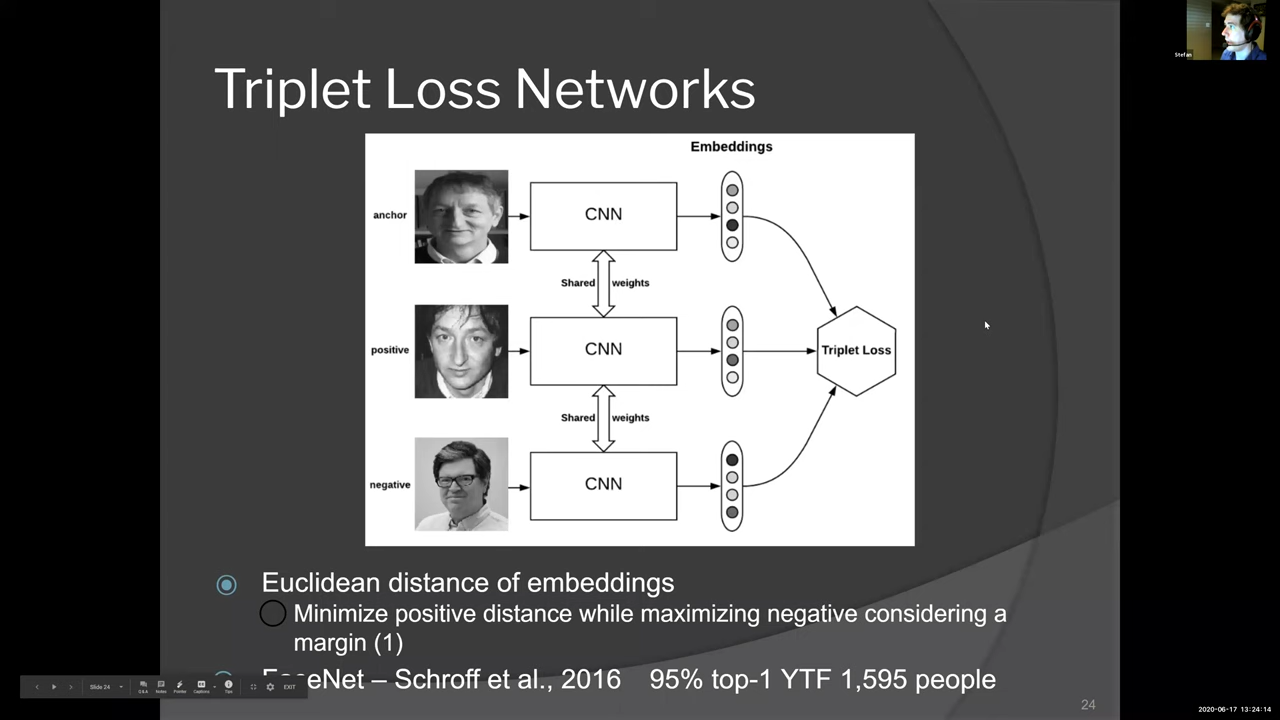 Stefan
Triplet Loss Networks
Embeddings
anchor
CNN
Shared weights
positive
CNN
Triplet Loss
Shared weights
negative
CNN
Euclidean distance of embeddings
Minimize positive distance while maximizing negative considering a
margin (1)
FaceNet – Schroff et al., 2016 95% top-1 YTF 1,595 people
Slide 24
Q&A Notes Pointer Captions Tips
EXIT
24
2020-06-17 13:24:14